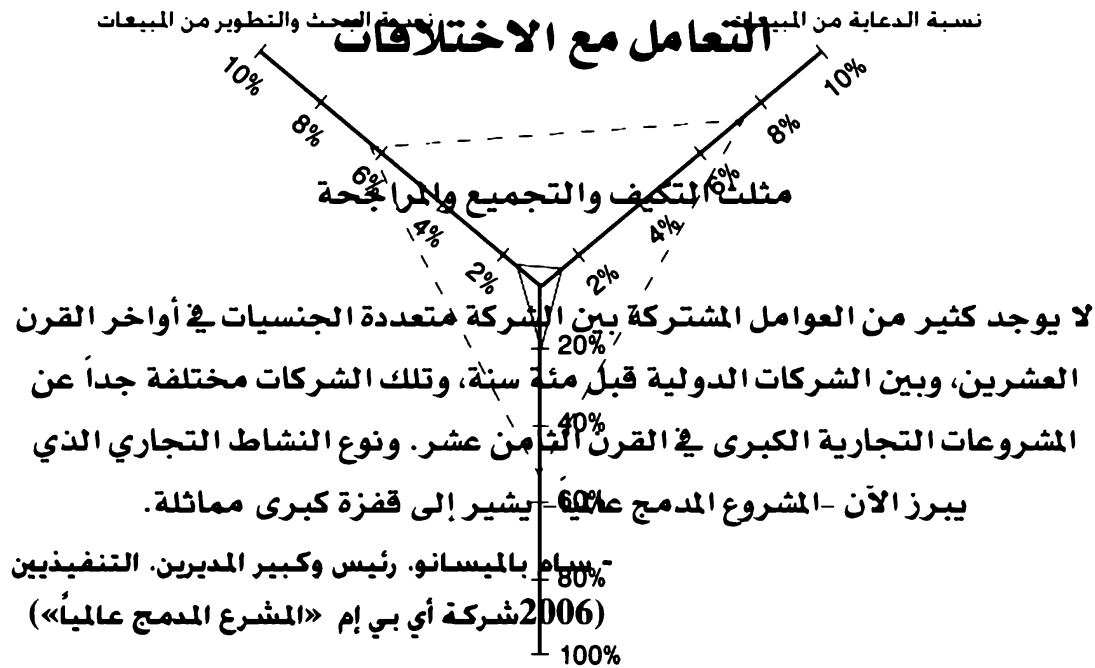 نسبة البحث والتطوير من المبيعات
نسبة الدعاية من المبيعات
التعامل مع الاختلافات
10%
8%
6%
4%
2%
10%
8%
6%
4%
2%
مثلث التكيف والتجميع والمراجحة
لا يوجد كثير من العوامل المشتركة بين الشركة متعددة الجنسيات في أواخر القرن
20%
العشرين، وبين الشركات الدولية قبل مئة سنة، وتلك الشركات مختلفة جداً عن
40%
المشروعات التجارية الكبرى في القرن الثامن عشر. ونوع النشاط التجاري الذي
60%
يبرز الآن –المشروع المدمج عالمياً– يشير إلى قفزة كبرى مماثلة.
- سام بالميسانو. رئيس وكبير المديرين. التنفيذيين
80%
شركة أي بي إم «المشرع المدمج عالمياً») 2006)
100%